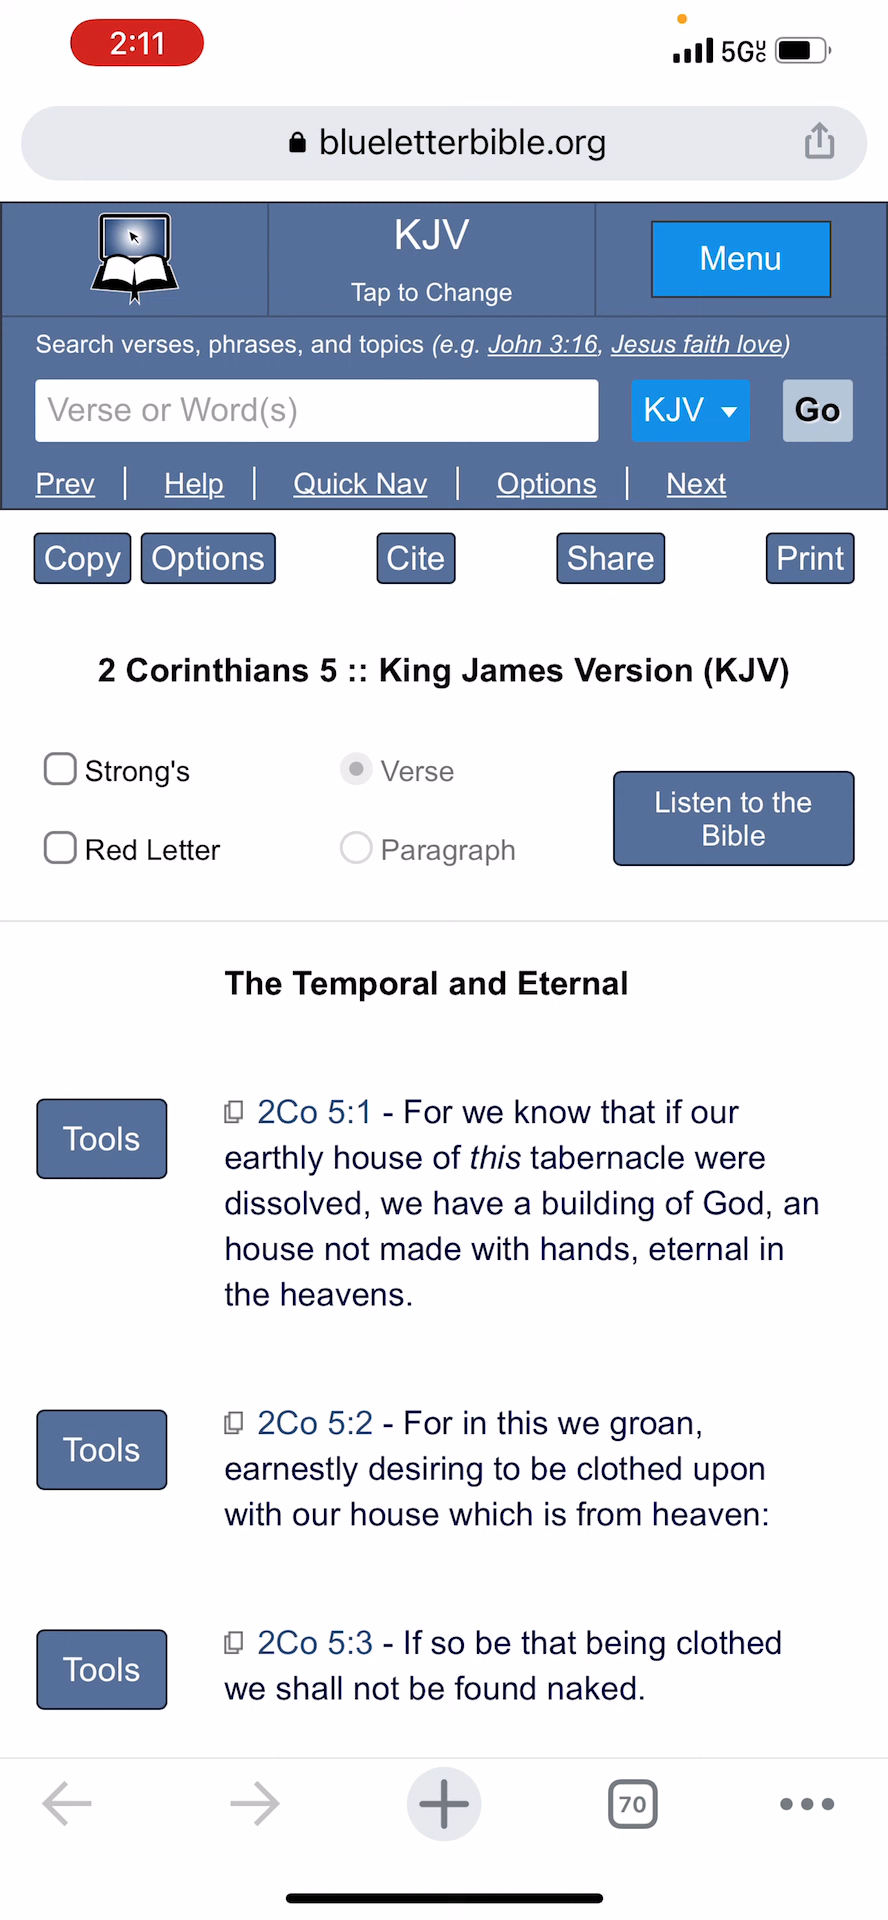 2:11
5GUC
blueletterbible.org
KJV
Tap to Change
Menu
Search verses, phrases, and topics (e.g. John 3:16, Jesus faith love)
Verse or Word(s)
KJV
Go
Prev | Help | Quick Nav | Options | Next
Copy Options Cite Share Print
2 Corinthians 5 :: King James Version (KJV)
Strong's
Verse
Red Letter
Paragraph
Listen to the
Bible
The Temporal and Eternal
Tools
2Co 5:1 - For we know that if our
earthly house of this tabernacle were
dissolved, we have a building of God, an
house not made with hands, eternal in
the heavens.
Tools
2Co 5:2 - For in this we groan,
earnestly desiring to be clothed upon
with our house which is from heaven:
Tools
2Co 5:3 - If so be that being clothed
we shall not be found naked.
70